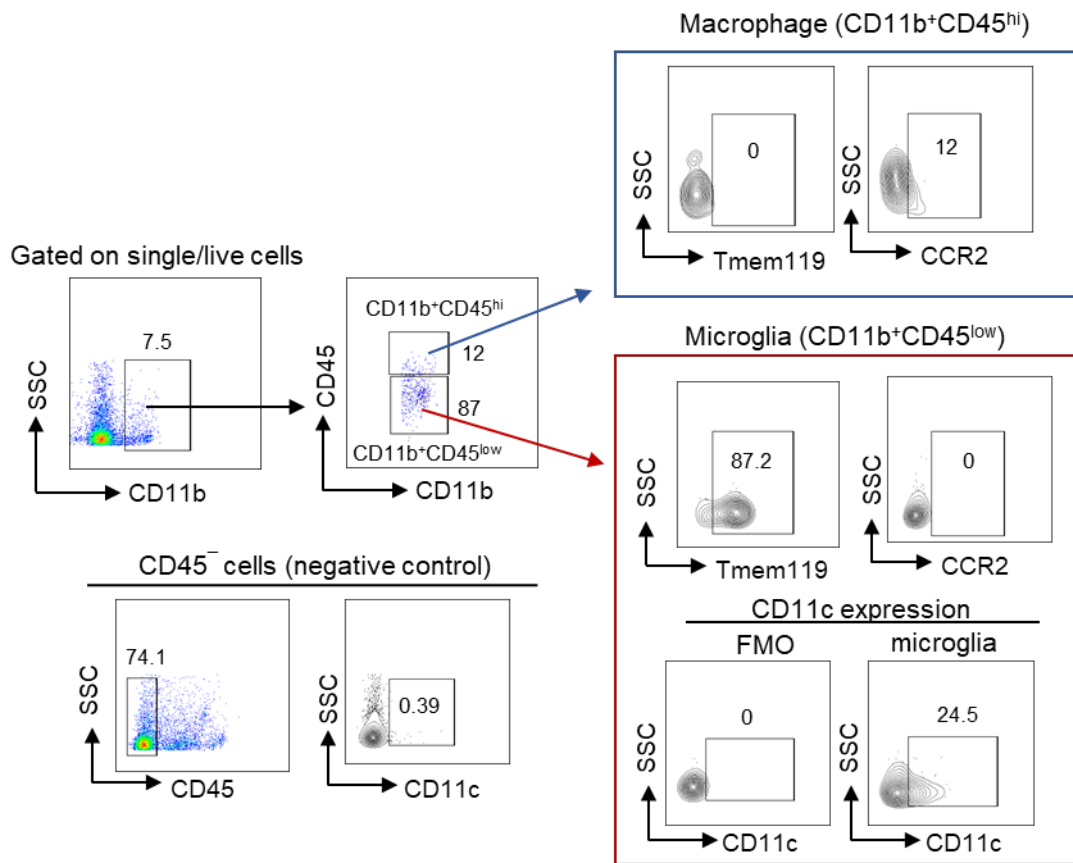 Macrophage (CD11b⁺CD45ʰⁱ)
SSC
0
Tmem119
SSC
12
CCR2
Gated on single/live cells
SSC
7.5
CD11b
CD45
CD11b⁺CD45ʰⁱ
12
87
CD11b⁺CD45ˡᵒʷ
CD11b
Microglia (CD11b⁺CD45ˡᵒʷ)
SSC
87.2
Tmem119
SSC
0
CCR2
CD45⁻ cells (negative control)
SSC
74.1
CD45
SSC
0.39
CD11c
CD11c expression
FMO
SSC
0
CD11c
microglia
SSC
24.5
CD11c